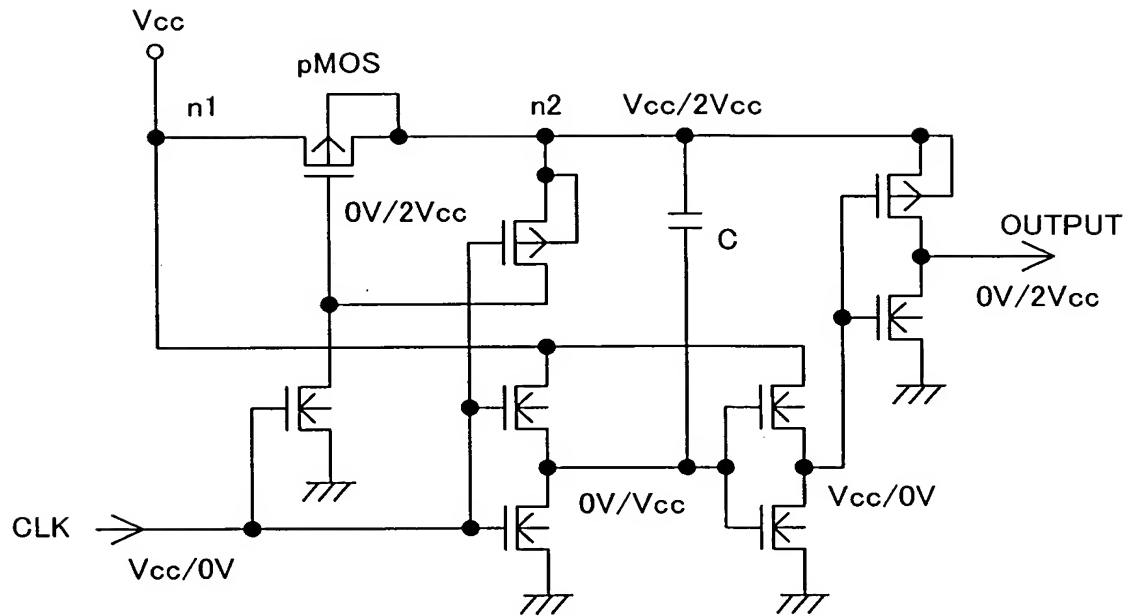 Vcc
pMOS
n1
n2
Vcc/2Vcc
0V/2Vcc
C
OUTPUT
0V/2Vcc
0V/Vcc
Vcc/0V
CLK
Vcc/0V